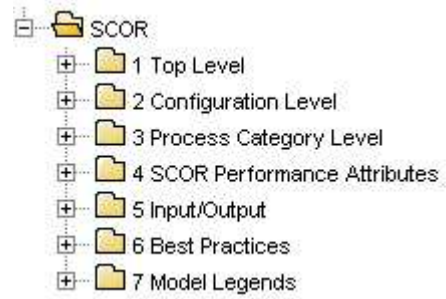 SCOR
1 Top Level
2 Configuration Level
3 Process Category Level
4 SCOR Performance Attributes
5 Input/Output
6 Best Practices
7 Model Legends